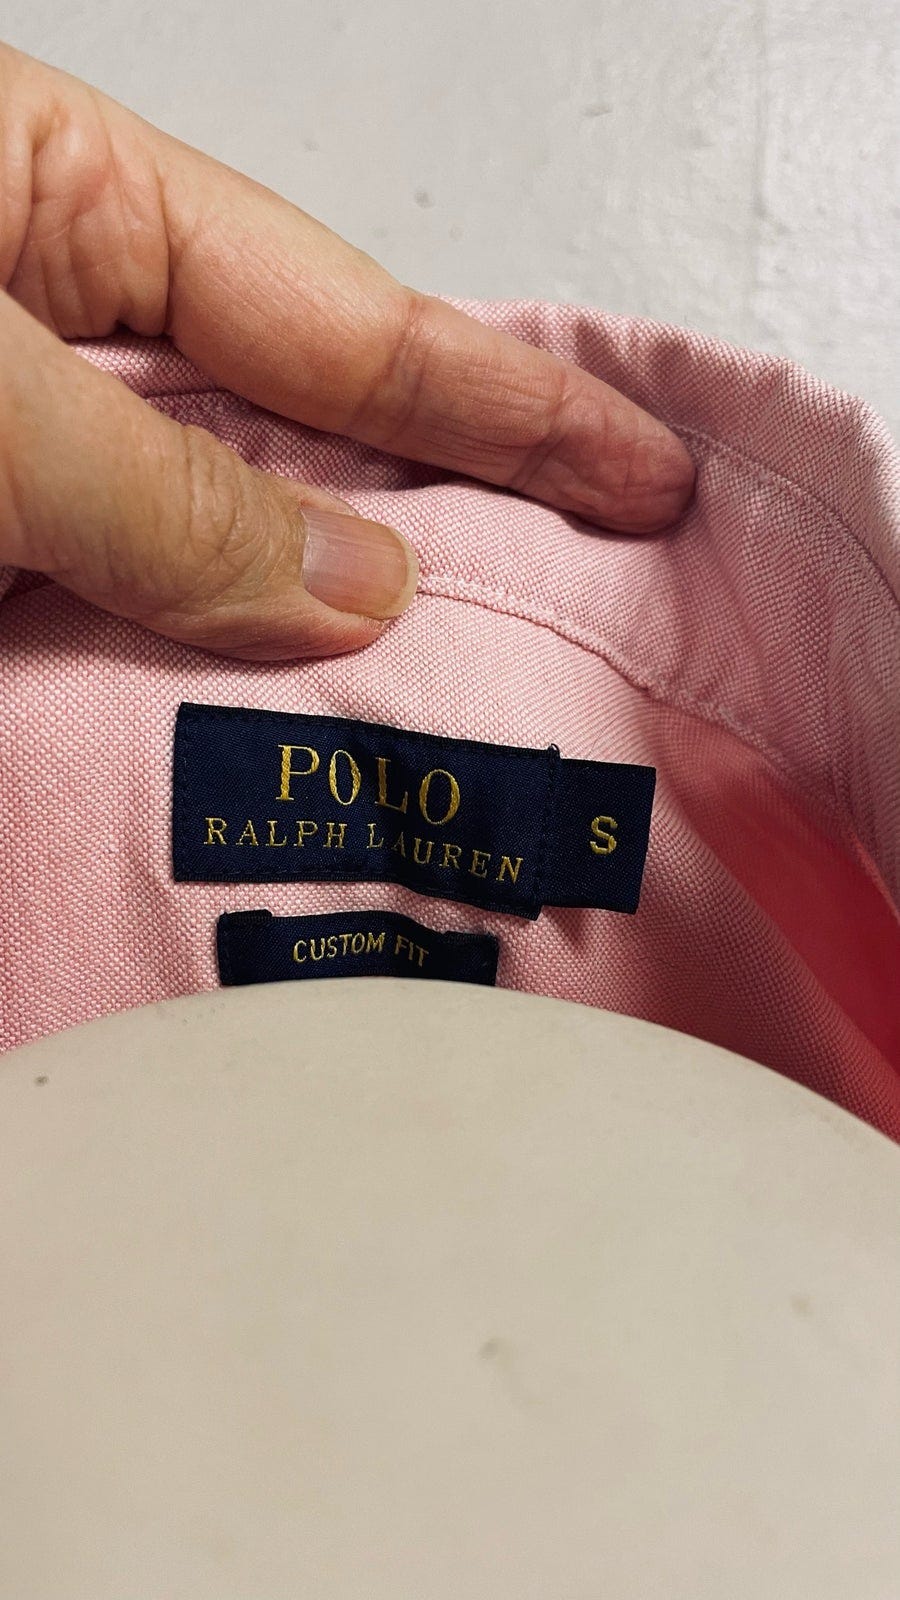 POLO
RALPH LAUREN
S
CUSTOM FIT